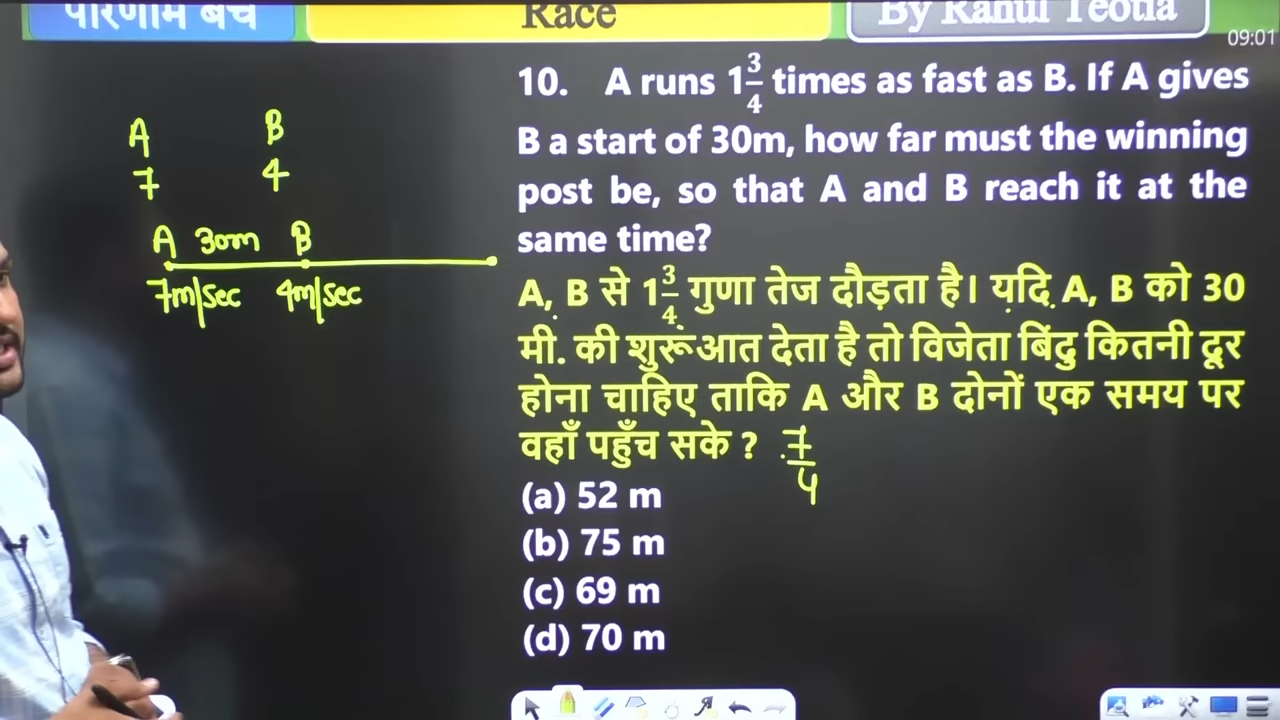 परिणाम बैच
Race
By Rahul Teotia
09:01
A B
7 4
A 30m B
7m/sec 4m/sec
10. A runs 1 3/4 times as fast as B. If A gives
B a start of 30m, how far must the winning
post be, so that A and B reach it at the
same time?
A, B से 1 3/4 गुणा तेज दौड़ता है। यदि A, B को 30
मी. की शुरूआत देता है तो विजेता बिंदु कितनी दूर
होना चाहिए ताकि A और B दोनों एक समय पर
वहाँ पहुँच सके ? 7/4
(a) 52 m
(b) 75 m
(c) 69 m
(d) 70 m